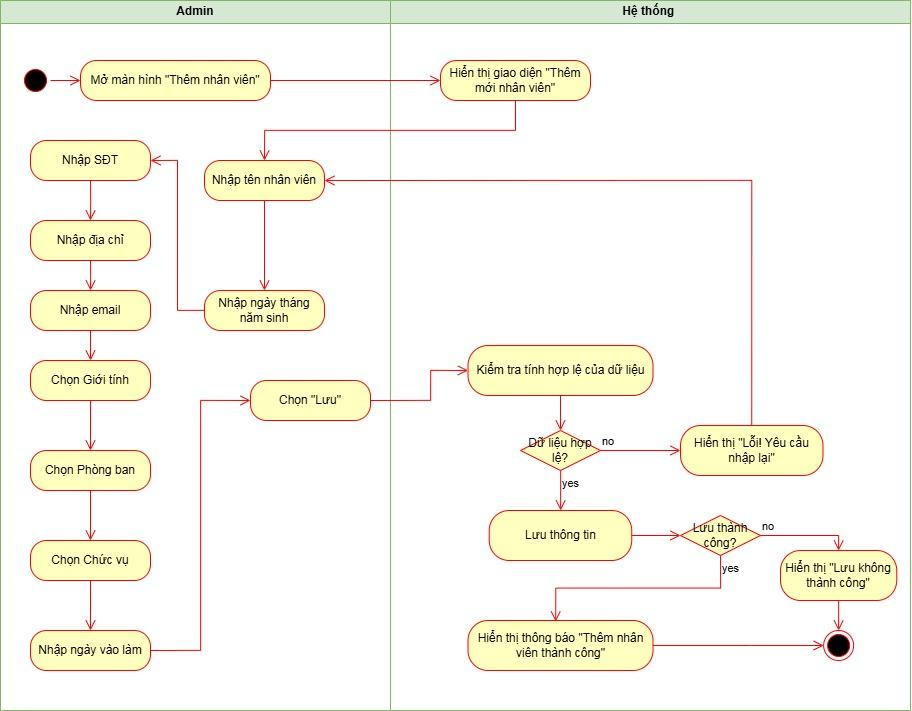 Admin
Hệ thống
Mở màn hình "Thêm nhân viên"
Hiển thị giao diện "Thêm
mới nhân viên"
Nhập SĐT
Nhập tên nhân viên
Nhập địa chỉ
Nhập email
Nhập ngày tháng
năm sinh
Chọn Giới tính
Chọn "Lưu"
Kiểm tra tính hợp lệ của dữ liệu
Chọn Phòng ban
Dữ liệu hợp
lệ?
no
Hiển thị "Lỗi! Yêu cầu
nhập lại"
yes
Chọn Chức vụ
Lưu thông tin
Lưu thành
công?
no
yes
Hiển thị "Lưu không
thành công"
Nhập ngày vào làm
Hiển thị thông báo "Thêm nhân
viên thành công"